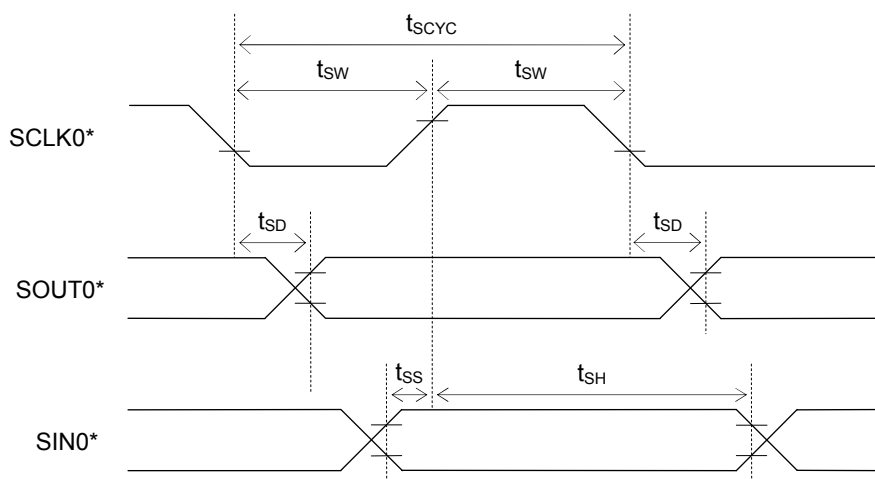 tSCYC
tSW tSW
SCLK0*
tSD tSD
SOUT0*
tSS tSH
SIN0*